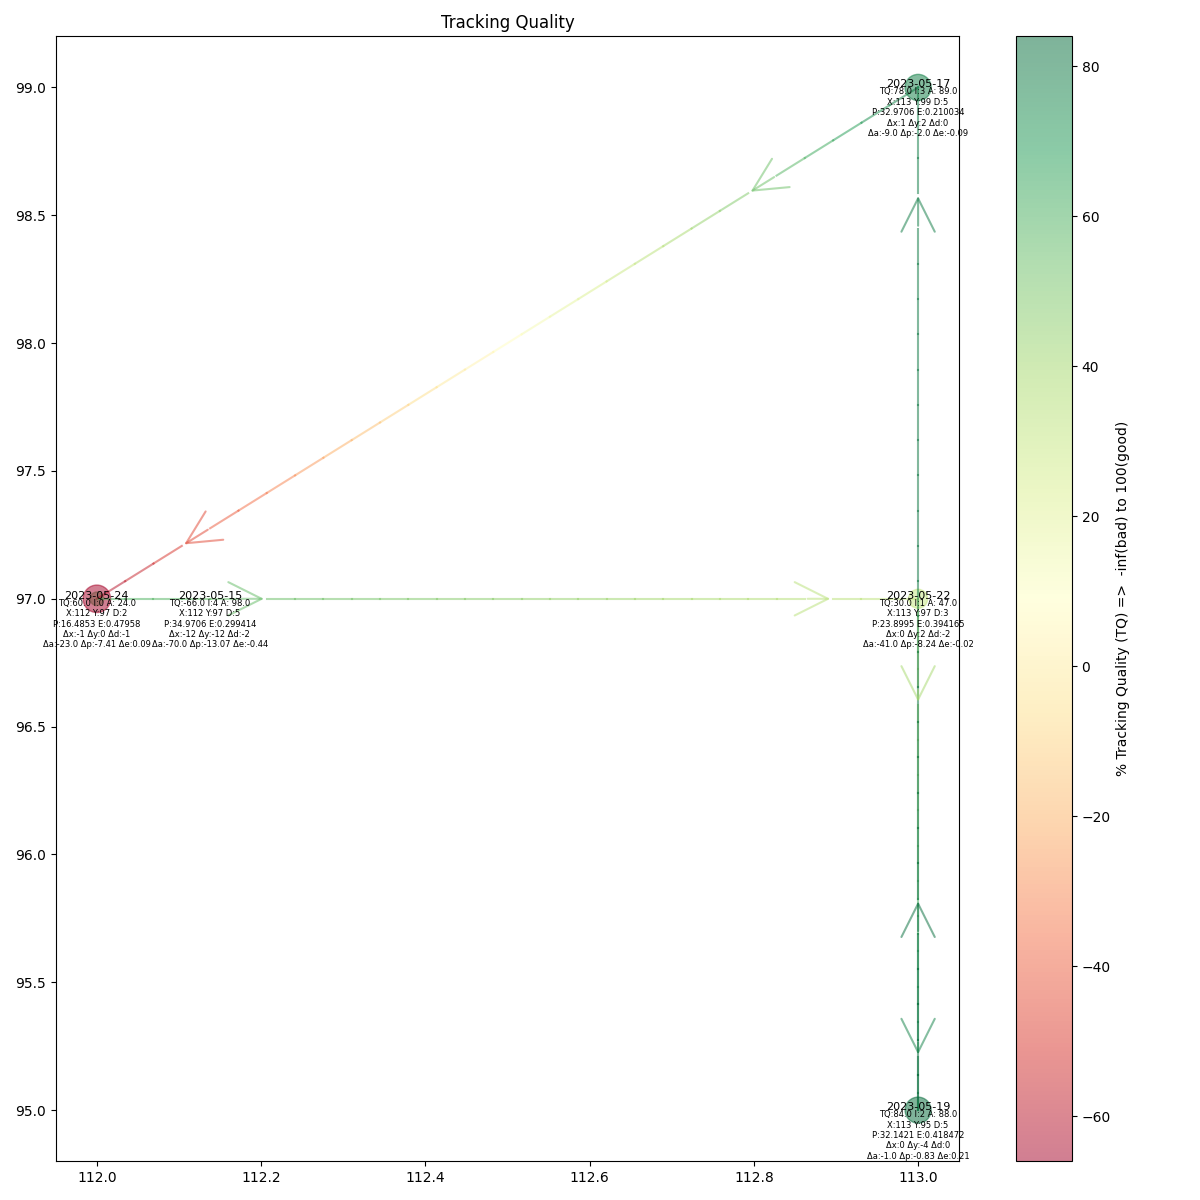 Tracking Quality
99.0
98.5
98.0
97.5
97.0
96.5
96.0
95.5
95.0
112.0
112.2
112.4
112.6
112.8
113.0
2023-05-17
TQ:78.0 I:3 A: 89.0
X:113 Y:99 D:5
P:32.9706 E:0.210034
Δx:1 Δy:2 Δd:0
Δa:-9.0 Δp:-2.0 Δe:-0.09
2023-05-24
TQ:60.0 I:0 A: 24.0
X:112 Y:97 D:2
P:16.4853 E:0.47958
Δx:-1 Δy:0 Δd:-1
Δa:-23.0 Δp:-7.41 Δe:0.09
2023-05-15
TQ:-66.0 I:4 A: 98.0
X:112 Y:97 D:5
P:34.9706 E:0.299414
Δx:-12 Δy:-12 Δd:-2
Δa:-70.0 Δp:-13.07 Δe:-0.44
2023-05-22
TQ:30.0 I:1 A: 47.0
X:113 Y:97 D:3
P:23.8995 E:0.394165
Δx:0 Δy:2 Δd:-2
Δa:-41.0 Δp:-8.24 Δe:-0.02
2023-05-19
TQ:84.0 I:2 A: 88.0
X:113 Y:95 D:5
P:32.1421 E:0.418472
Δx:0 Δy:-4 Δd:0
Δa:-1.0 Δp:-0.83 Δe:0.21
80
60
40
20
0
−20
−40
−60
% Tracking Quality (TQ) =>  -inf(bad) to 100(good)